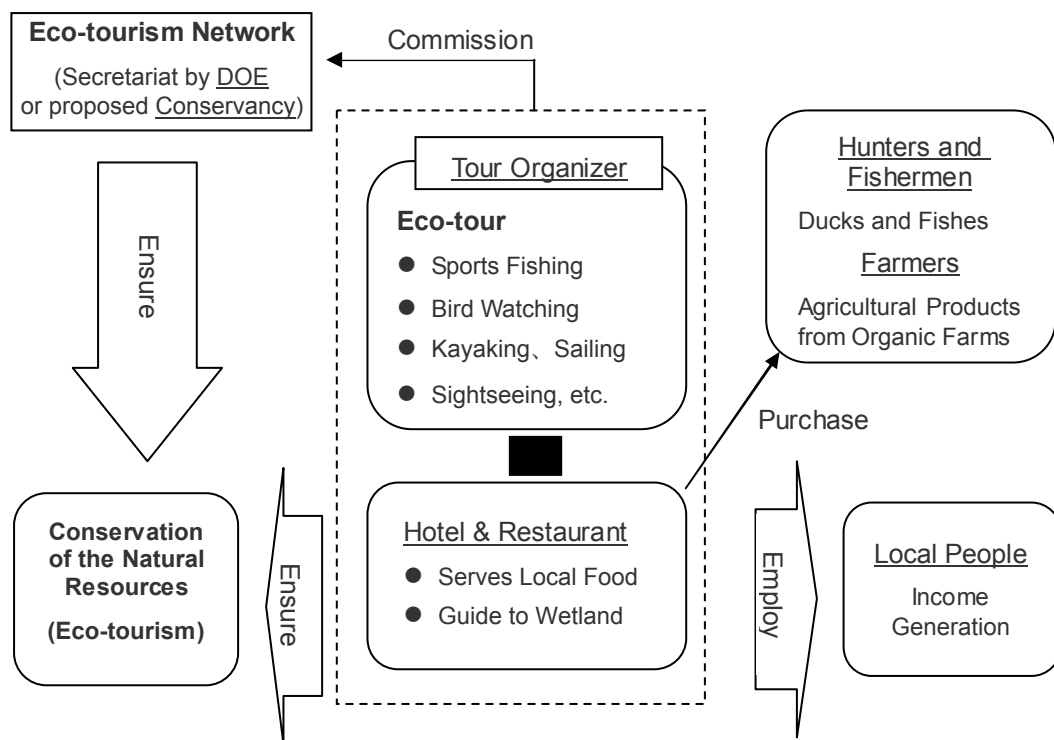 Eco-tourism Network
(Secretariat by DOE
or proposed Conservancy)
Commission
Ensure
Tour Organizer
Eco-tour
● Sports Fishing
● Bird Watching
● Kayaking、Sailing
● Sightseeing, etc.
Hunters and
Fishermen
Ducks and Fishes
Farmers
Agricultural Products
from Organic Farms
Purchase
Conservation
of the Natural
Resources
(Eco-tourism)
Ensure
Hotel & Restaurant
● Serves Local Food
● Guide to Wetland
Employ
Local People
Income
Generation